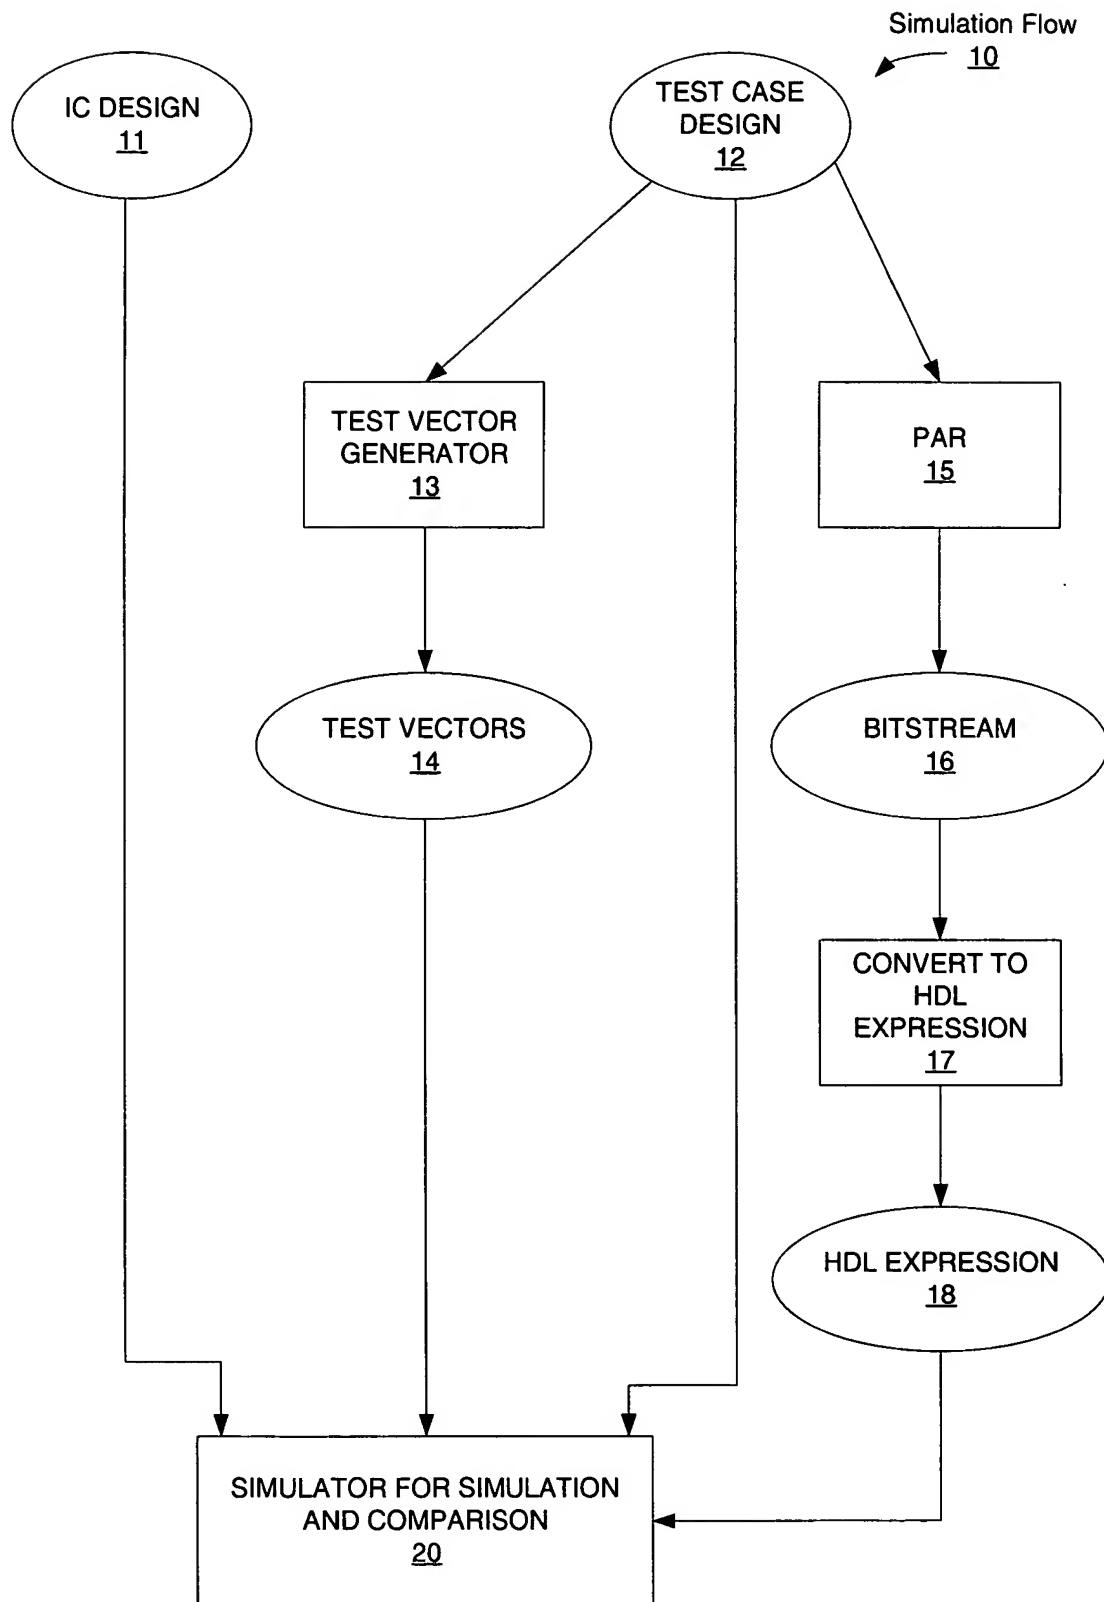 Simulation Flow
10
IC DESIGN
11
TEST CASE
DESIGN
12
TEST VECTOR
GENERATOR
13
PAR
15
TEST VECTORS
14
BITSTREAM
16
CONVERT TO
HDL
EXPRESSION
17
HDL EXPRESSION
18
SIMULATOR FOR SIMULATION
AND COMPARISON
20